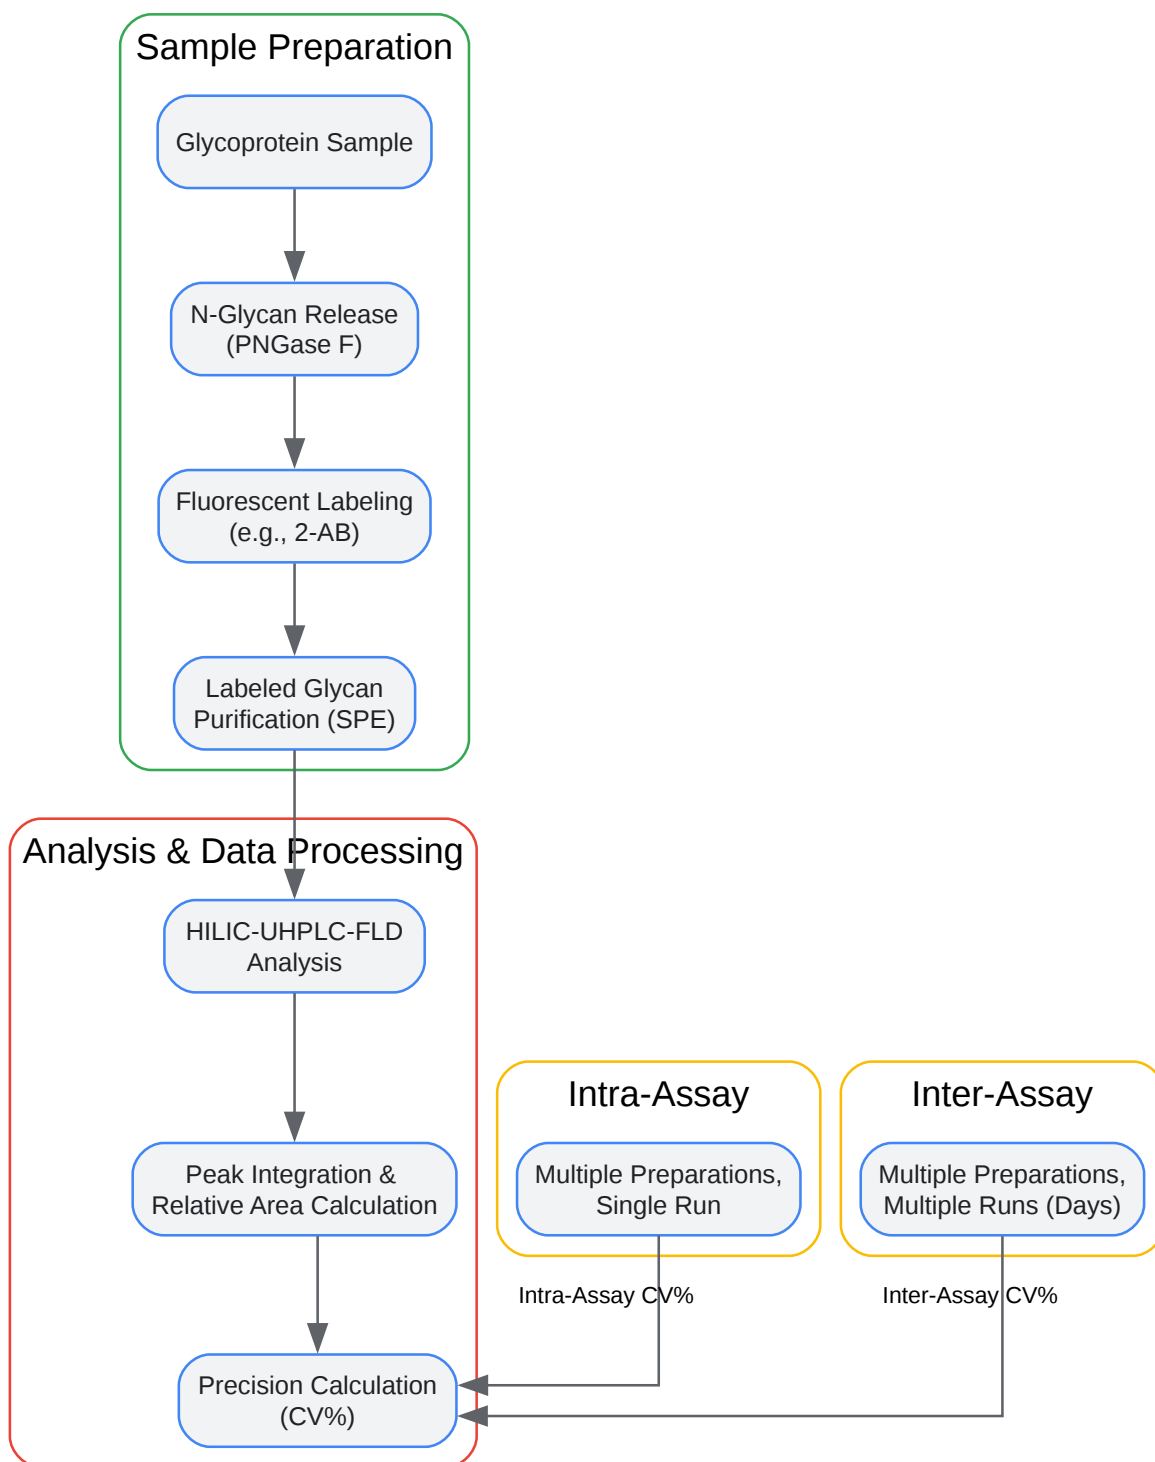 Sample Preparation
Glycoprotein Sample
N-Glycan Release
(PNGase F)
Fluorescent Labeling
(e.g., 2-AB)
Labeled Glycan
Purification (SPE)
Analysis & Data Processing
HILIC-UHPLC-FLD
Analysis
Peak Integration &
Relative Area Calculation
Intra-Assay
Multiple Preparations,
Single Run
Inter-Assay
Multiple Preparations,
Multiple Runs (Days)
Intra-Assay CV%
Inter-Assay CV%
Precision Calculation
(CV%)